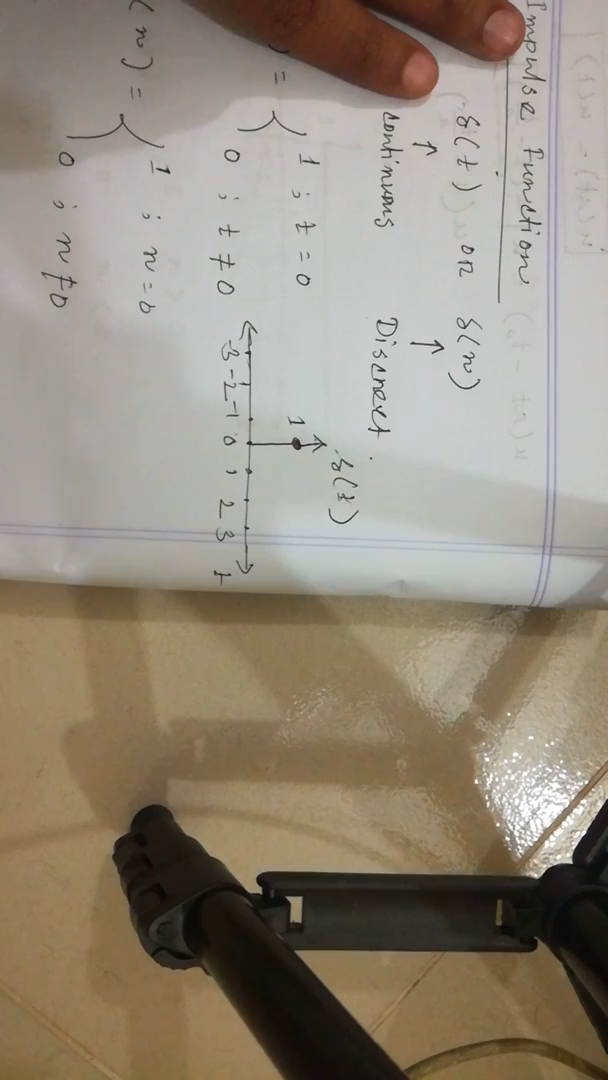 Impulse Function
δ(t) or δ(n)
↑ ↑
continuous Discreet
) = { 1 ; t = 0
0 ; t ≠ 0
δ(t)
1
-3 -2 -1 0 1 2 3 t
(n) = { 1 ; n = 0
0 ; n ≠ 0